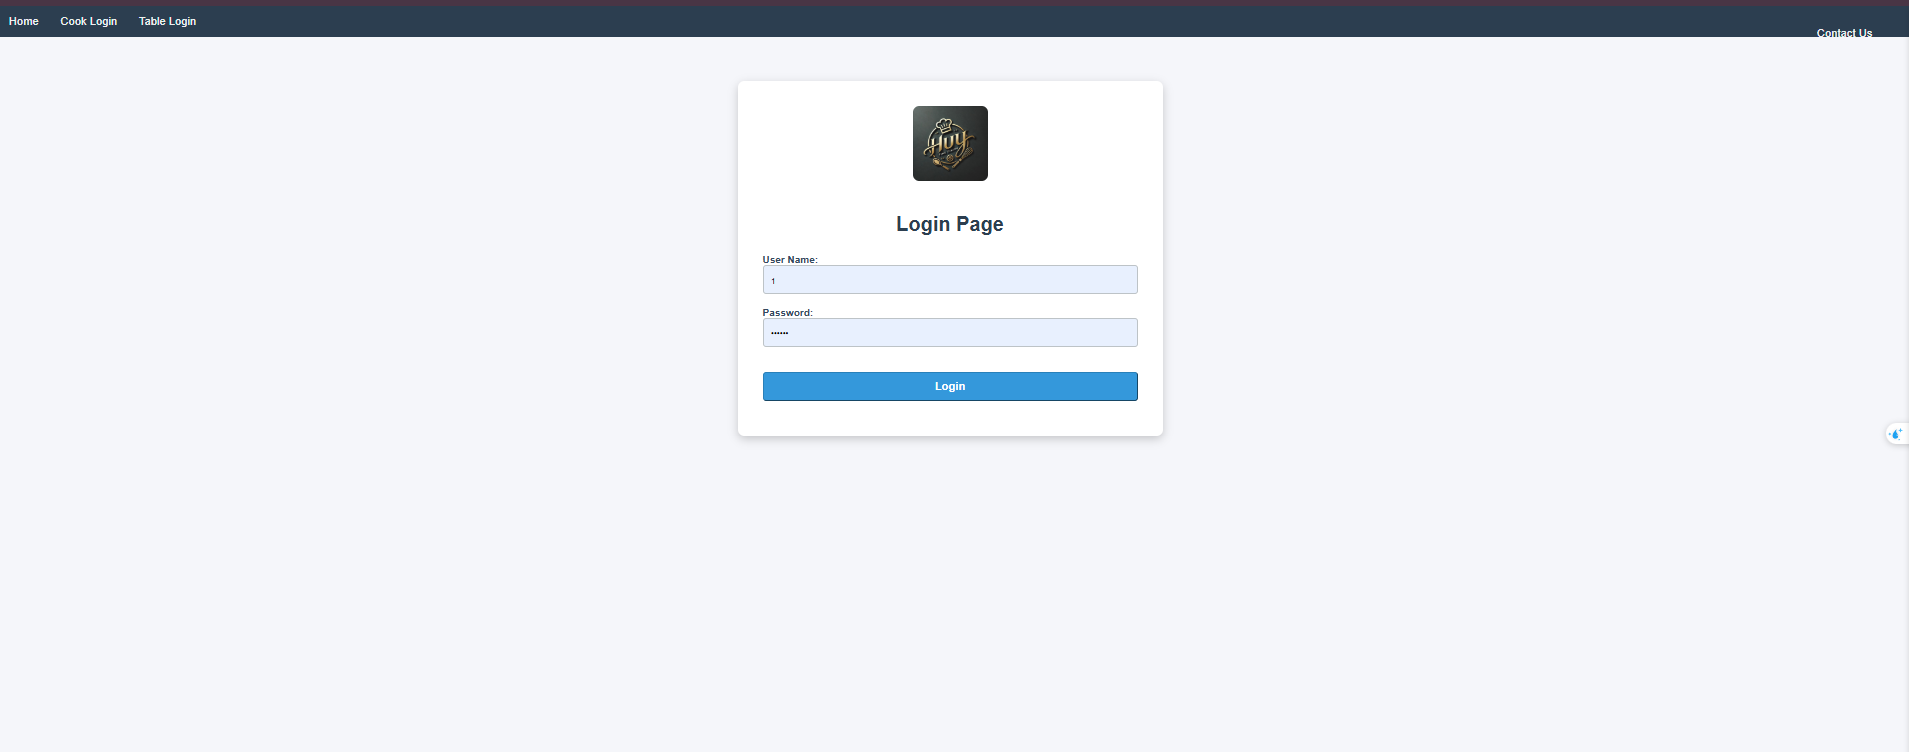 Home
Cook Login
Table Login
Contact Us
Huy
Login Page
User Name:
1
Password:
••••••
Login